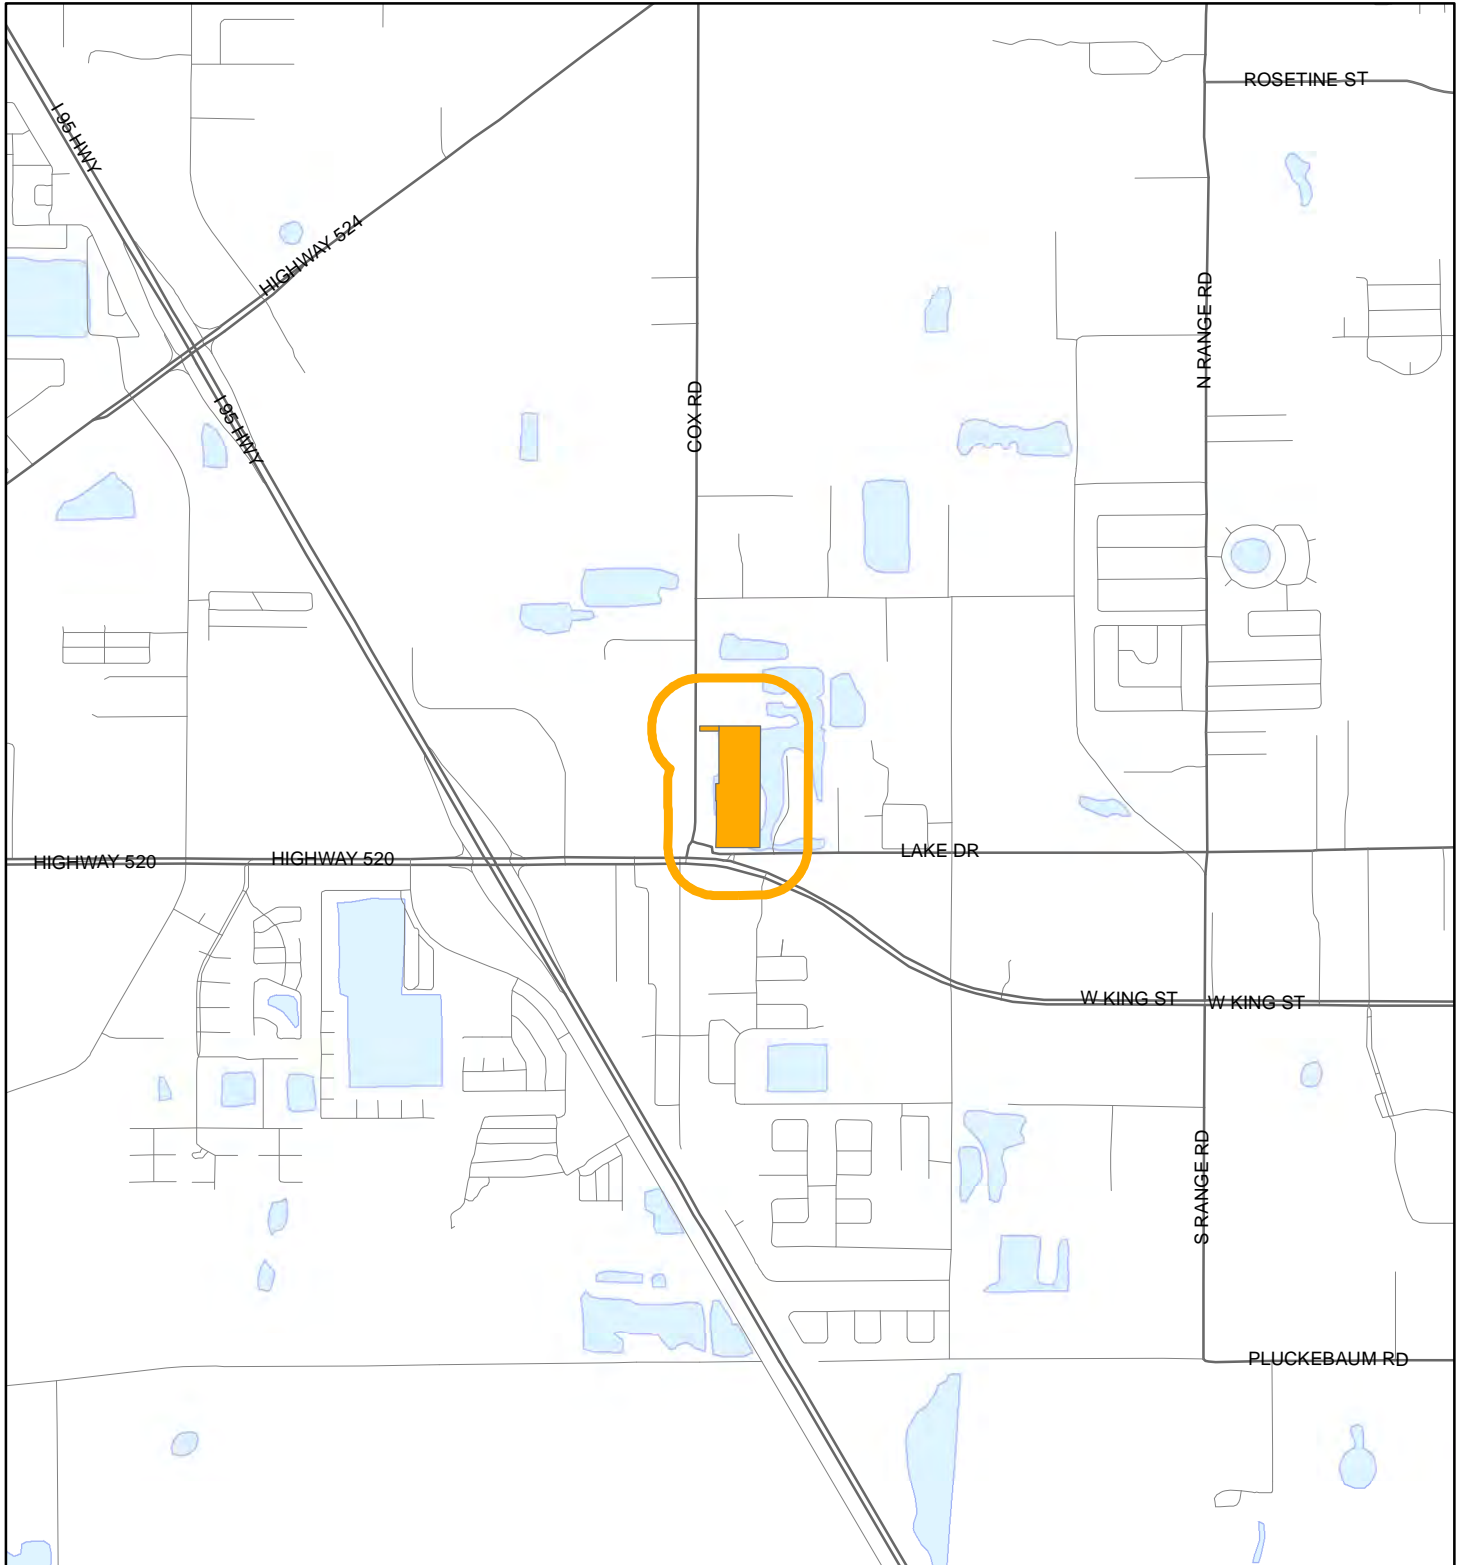 ROSETINE ST
I 95 HWY
HIGHWAY 524
N RANGE RD
COX RD
I 95 HWY
LAKE DR
HIGHWAY 520
HIGHWAY 520
W KING ST
W KING ST
S RANGE RD
PLUCKEBAUM RD